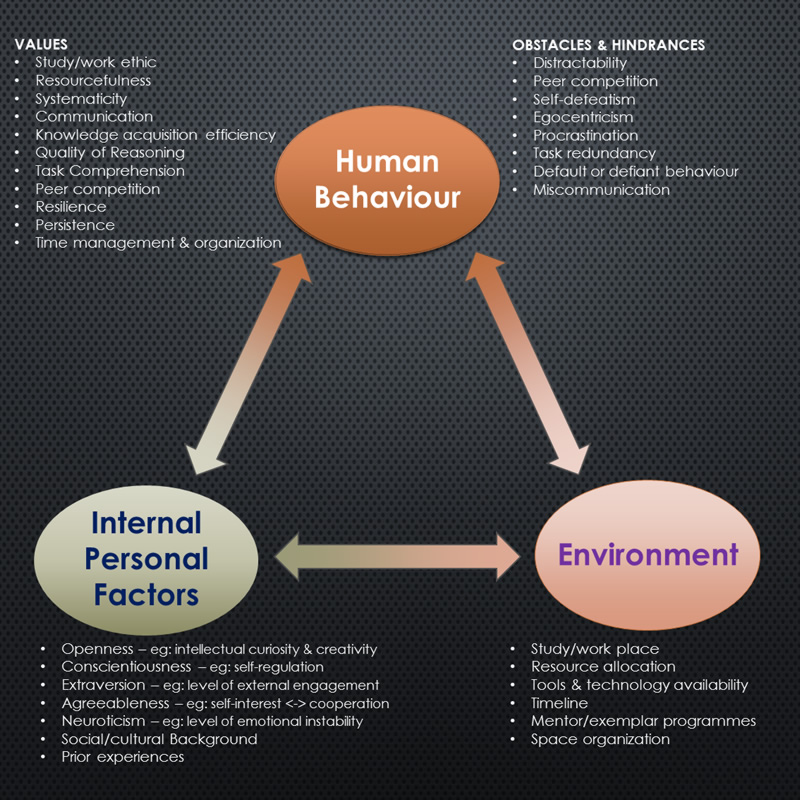 VALUES
• Study/work ethic
• Resourcefulness
• Systematicity
• Communication
• Knowledge acquisition efficiency
• Quality of Reasoning
• Task Comprehension
• Peer competition
• Resilience
• Persistence
• Time management & organization
OBSTACLES & HINDRANCES
• Distractability
• Peer competition
• Self-defeatism
• Egocentricism
• Procrastination
• Task redundancy
• Default or defiant behaviour
• Miscommunication
Human
Behaviour
Internal
Personal
Factors
Environment
• Openness – eg: intellectual curiosity & creativity
• Conscientiousness – eg: self-regulation
• Extraversion – eg: level of external engagement
• Agreeableness – eg: self-interest <-> cooperation
• Neuroticism – eg: level of emotional instability
• Social/cultural Background
• Prior experiences
• Study/work place
• Resource allocation
• Tools & technology availability
• Timeline
• Mentor/exemplar programmes
• Space organization